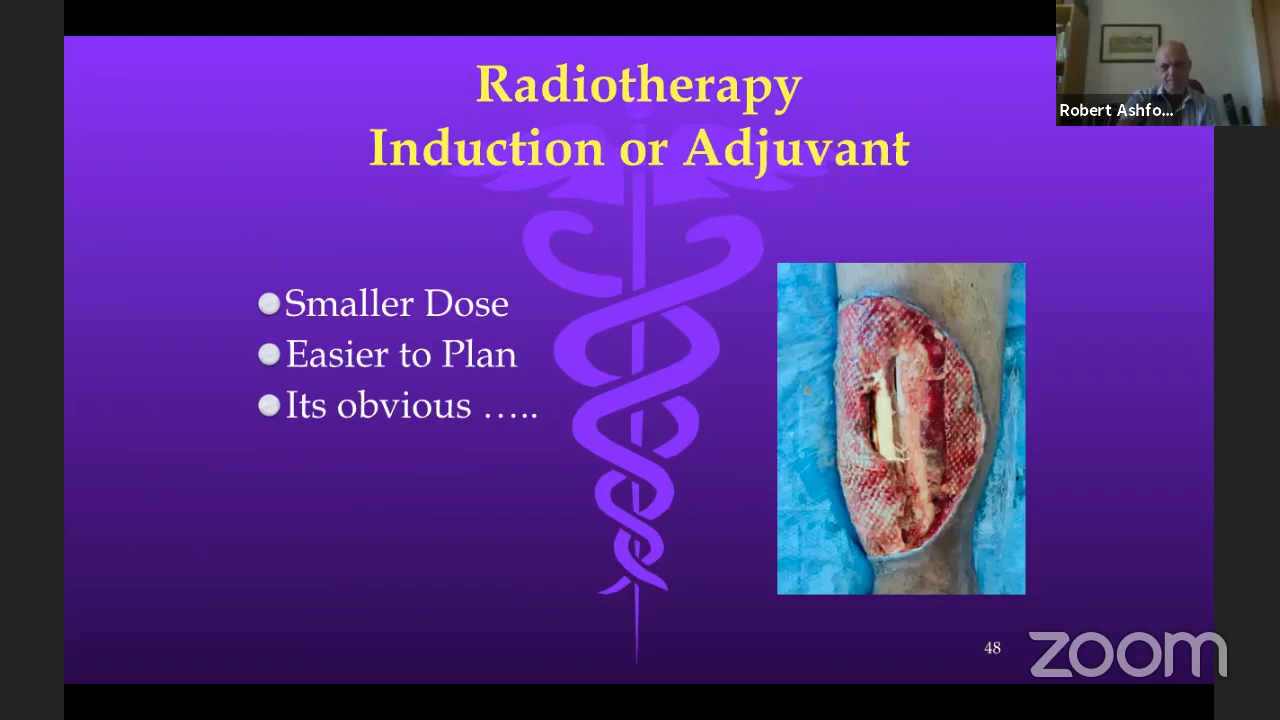 Radiotherapy
Induction or Adjuvant
Robert Ashfo...
Smaller Dose
Easier to Plan
Its obvious .....
48
zoom